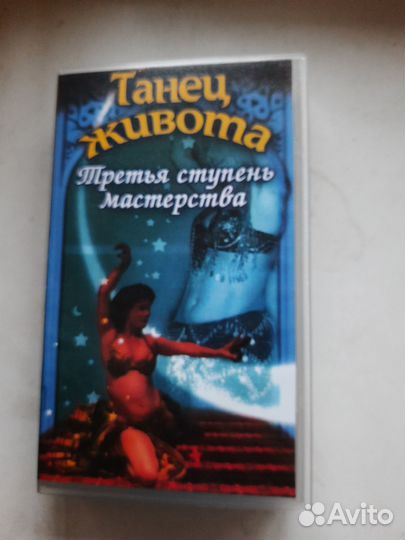 Танец
живота
Третья ступень
мастерства
Avito